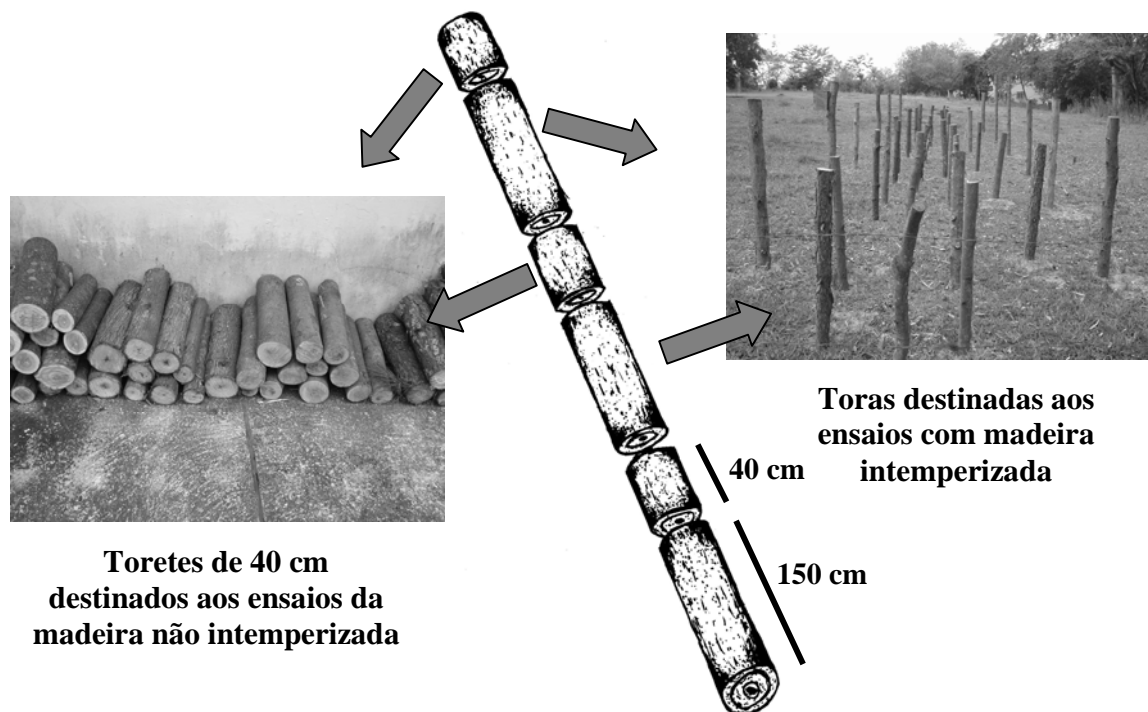 Toras destinadas aos
ensaios com madeira
intemperizada
40 cm
150 cm
Toretes de 40 cm
destinados aos ensaios da
madeira não intemperizada